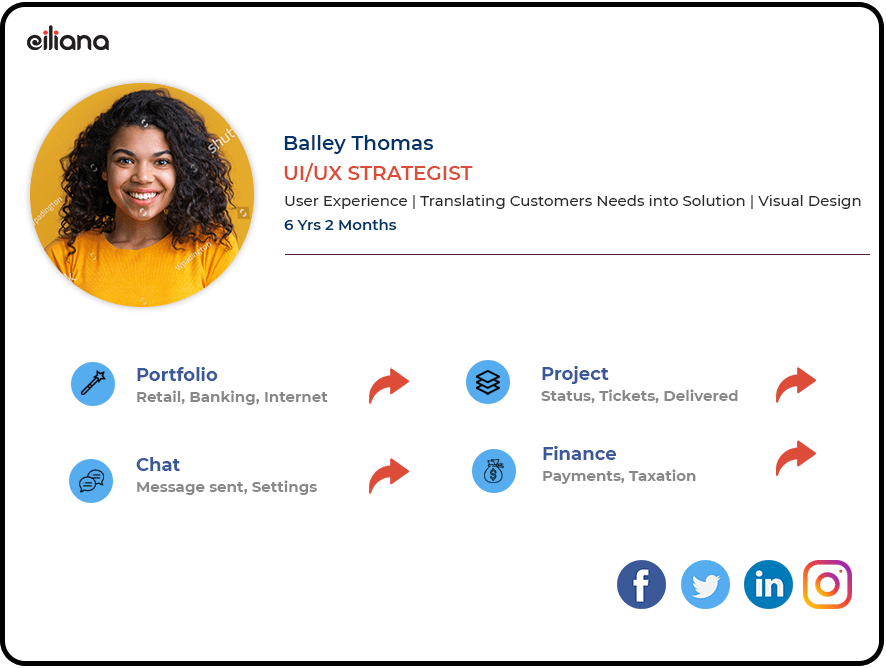 eiliana
Balley Thomas
UI/UX STRATEGIST
User Experience | Translating Customers Needs into Solution | Visual Design
6 Yrs 2 Months
Portfolio
Retail, Banking, Internet
Project
Status, Tickets, Delivered
Chat
Message sent, Settings
Finance
Payments, Taxation
$
f
in
shut